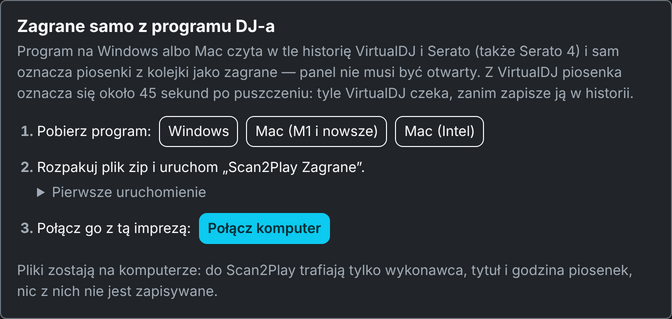 Zagrane samo z programu DJ-a
Program na Windows albo Mac czyta w tle historię VirtualDJ i Serato (także Serato 4) i sam
oznacza piosenki z kolejki jako zagrane — panel nie musi być otwarty. Z VirtualDJ piosenka
oznacza się około 45 sekund po puszczeniu: tyle VirtualDJ czeka, zanim zapisze ją w historii.
1. Pobierz program: Windows Mac (M1 i nowsze) Mac (Intel)
2. Rozpakuj plik zip i uruchom „Scan2Play Zagrane”.
▶ Pierwsze uruchomienie
3. Połącz go z tą imprezą: Połącz komputer
Pliki zostają na komputerze: do Scan2Play trafiają tylko wykonawca, tytuł i godzina piosenek,
nic z nich nie jest zapisywane.